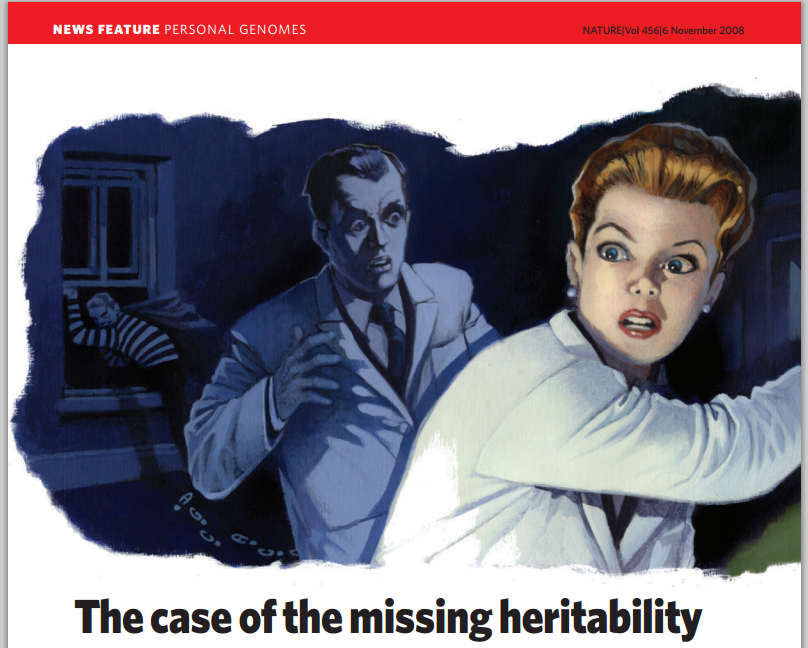 NEWS FEATURE PERSONAL GENOMES
NATURE|Vol 456|6 November 2008
The case of the missing heritability